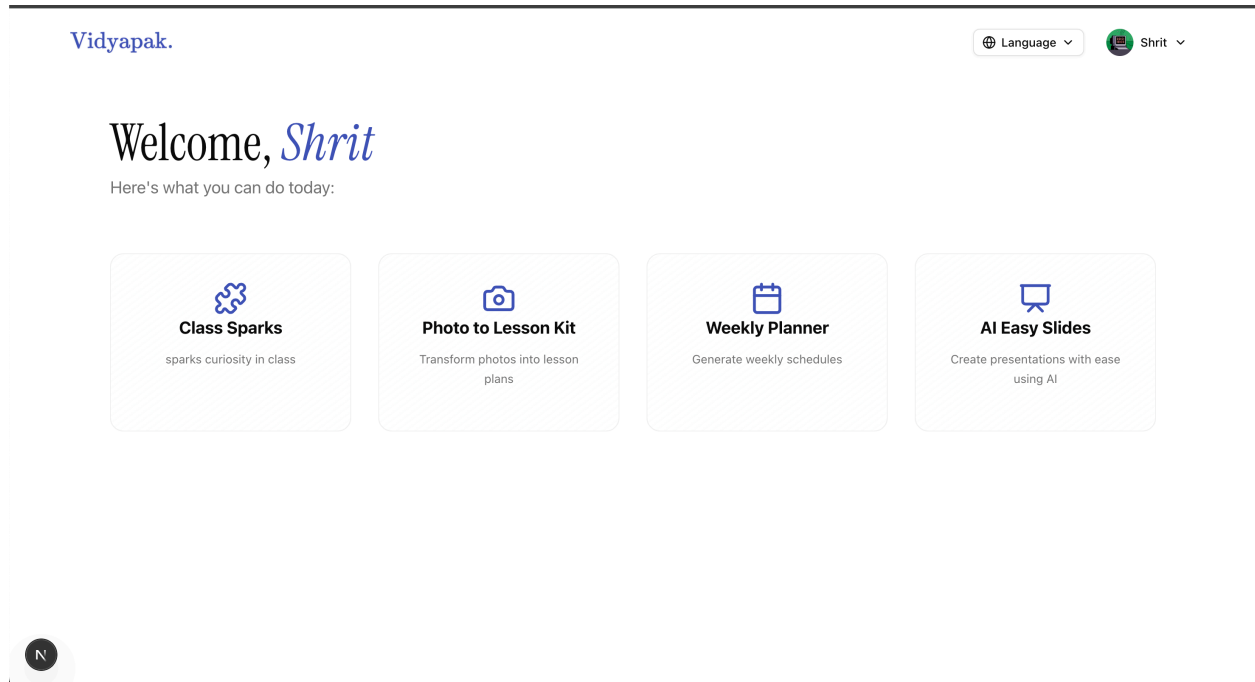 Vidyapak.
Language
Shrit
Welcome, Shrit
Here's what you can do today:
Class Sparks
sparks curiosity in class
Photo to Lesson Kit
Transform photos into lesson
plans
Weekly Planner
Generate weekly schedules
AI Easy Slides
Create presentations with ease
using AI
N